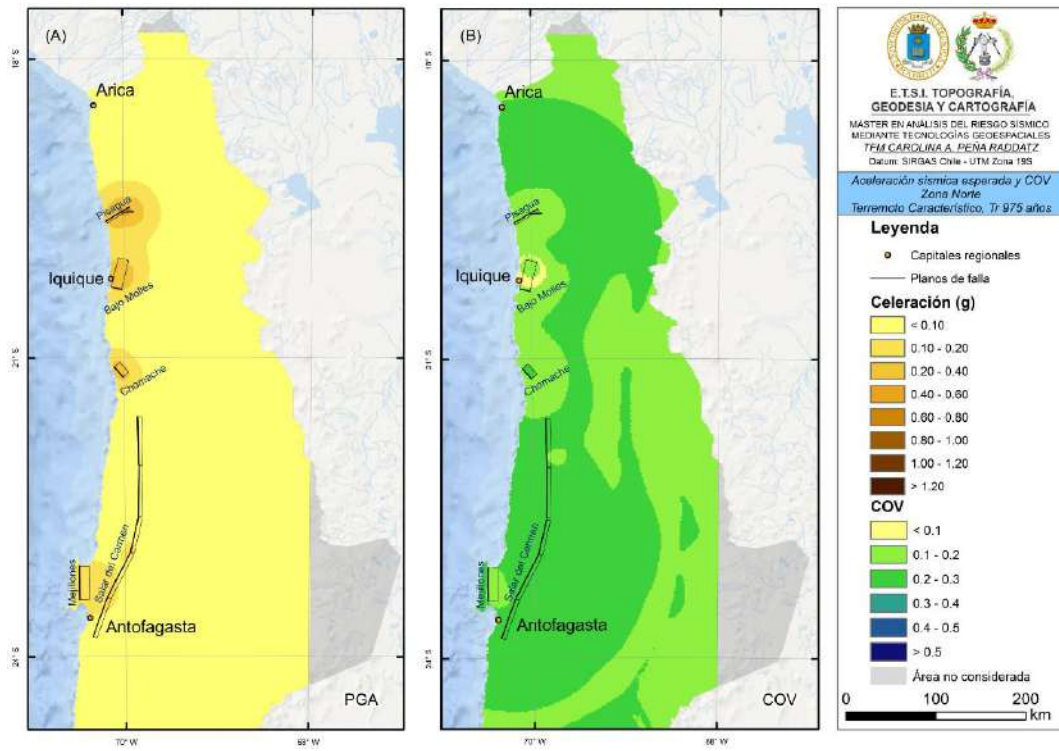 (A)
18° S
Arica
Pisagua
Iquique
Bajo Molles
21° S
Chomache
Salar del Carmen
Mejillones
Antofagasta
24° S
PGA
70° W
68° W
(B)
18° S
Arica
Pisagua
Iquique
Bajo Molles
21° S
Chomache
Salar del Carmen
Mejillones
Antofagasta
24° S
COV
70° W
68° W
E.T.S.I. TOPOGRAFÍA,
GEODESIA Y CARTOGRAFÍA
MÁSTER EN ANÁLISIS DEL RIESGO SÍSMICO
MEDIANTE TECNOLOGÍAS GEOESPACIALES
TFM CAROLINA A. PEÑA RADDATZ
Datum: SIRGAS Chile - UTM Zona 19S
Aceleración sísmica esperada y COV
Zona Norte
Terremoto Característico, Tr 975 años
Leyenda
Capitales regionales
Planos de falla
Celeración (g)
< 0.10
0.10 - 0.20
0.20 - 0.40
0.40 - 0.60
0.60 - 0.80
0.80 - 1.00
1.00 - 1.20
> 1.20
COV
< 0.1
0.1 - 0.2
0.2 - 0.3
0.3 - 0.4
0.4 - 0.5
> 0.5
Área no considerada
0 100 200
km